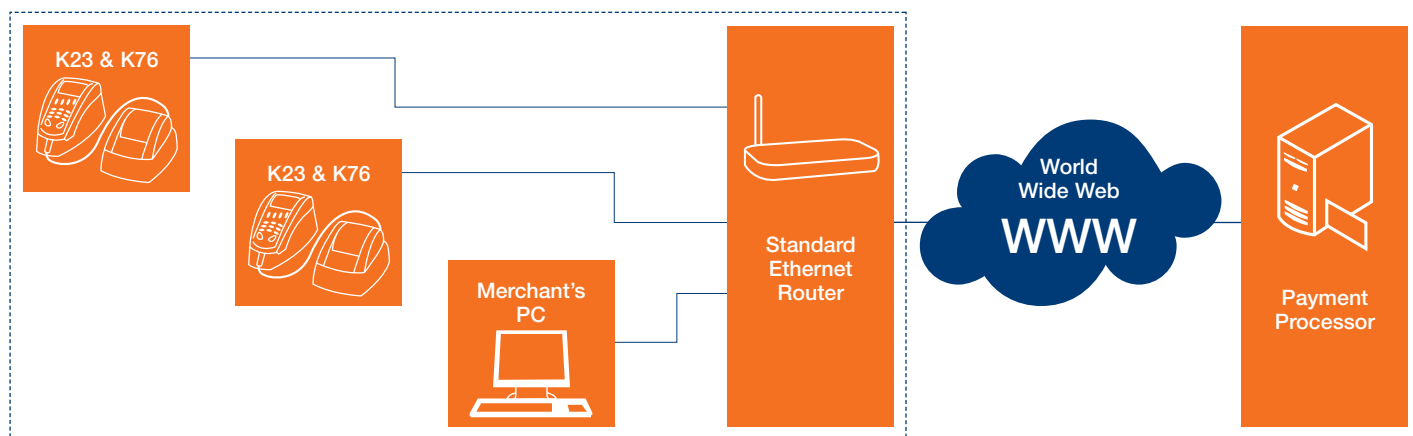 K23 & K76
K23 & K76
Merchant's
PC
Standard
Ethernet
Router
World
Wide Web
WWW
Payment
Processor